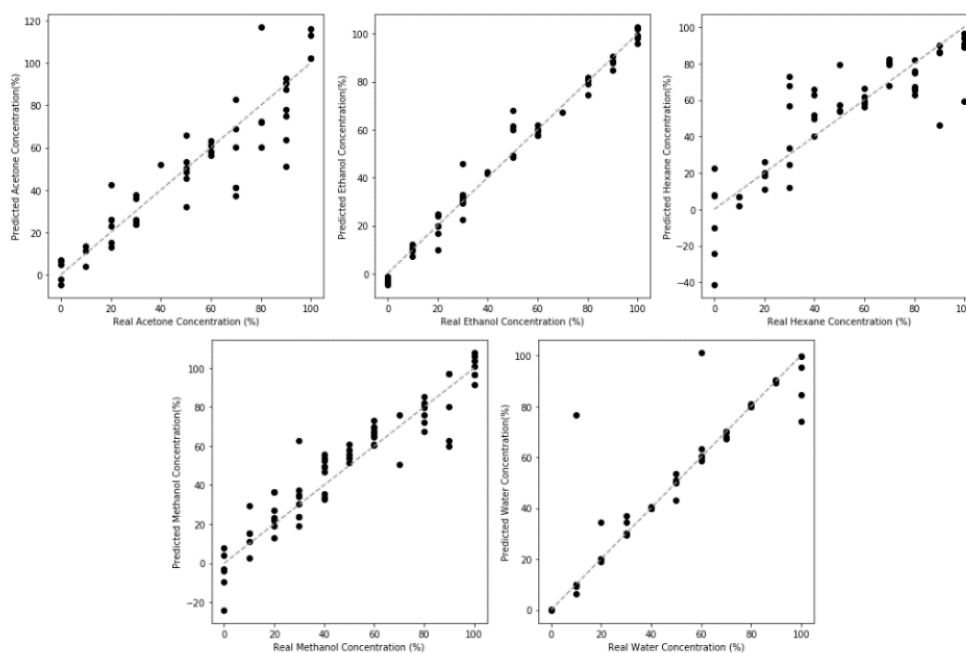 120
100
80
60
40
20
0
Predicted Acetone Concentration(%)
0 20 40 60 80 100
Real Acetone Concentration (%)
100
80
60
40
20
0
Predicted Ethanol Concentration(%)
0 20 40 60 80 100
Real Ethanol Concentration (%)
100
80
60
40
20
0
−20
−40
Predicted Hexane Concentration(%)
0 20 40 60 80 100
Real Hexane Concentration (%)
100
80
60
40
20
0
−20
Predicted Methanol Concentration(%)
0 20 40 60 80 100
Real Methanol Concentration (%)
100
80
60
40
20
0
Predicted Water Concentration(%)
0 20 40 60 80 100
Real Water Concentration (%)